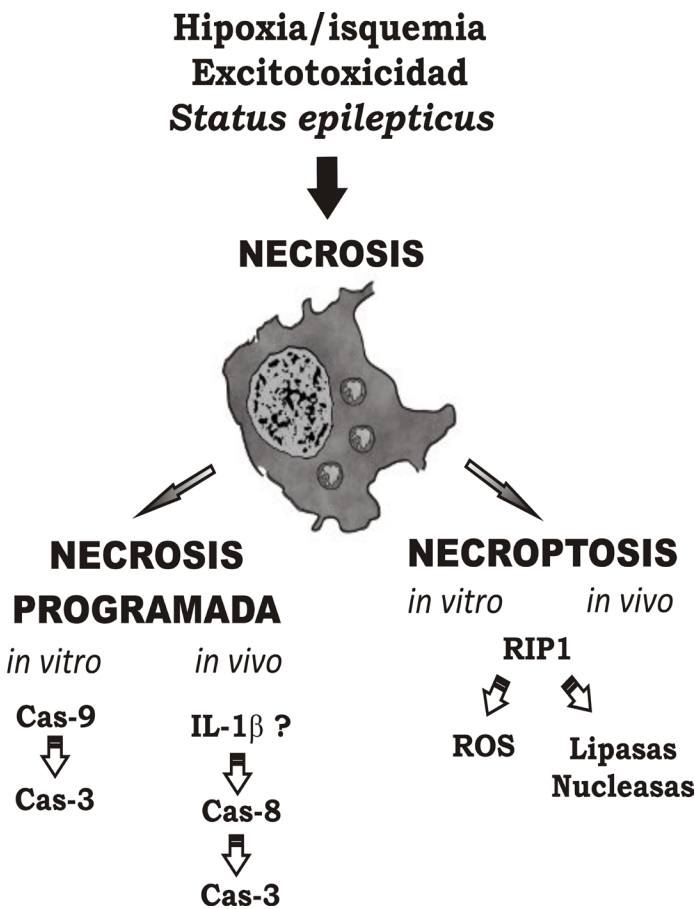 Hipoxia/isquemia
Excitotoxicidad
Status epilepticus
NECROSIS
NECROSIS
PROGRAMADA
in vitro in vivo
Cas-9
Cas-3
IL-1β ?
Cas-8
Cas-3
NECROPTOSIS
in vitro in vivo
RIP1
ROS
Lipasas
Nucleasas